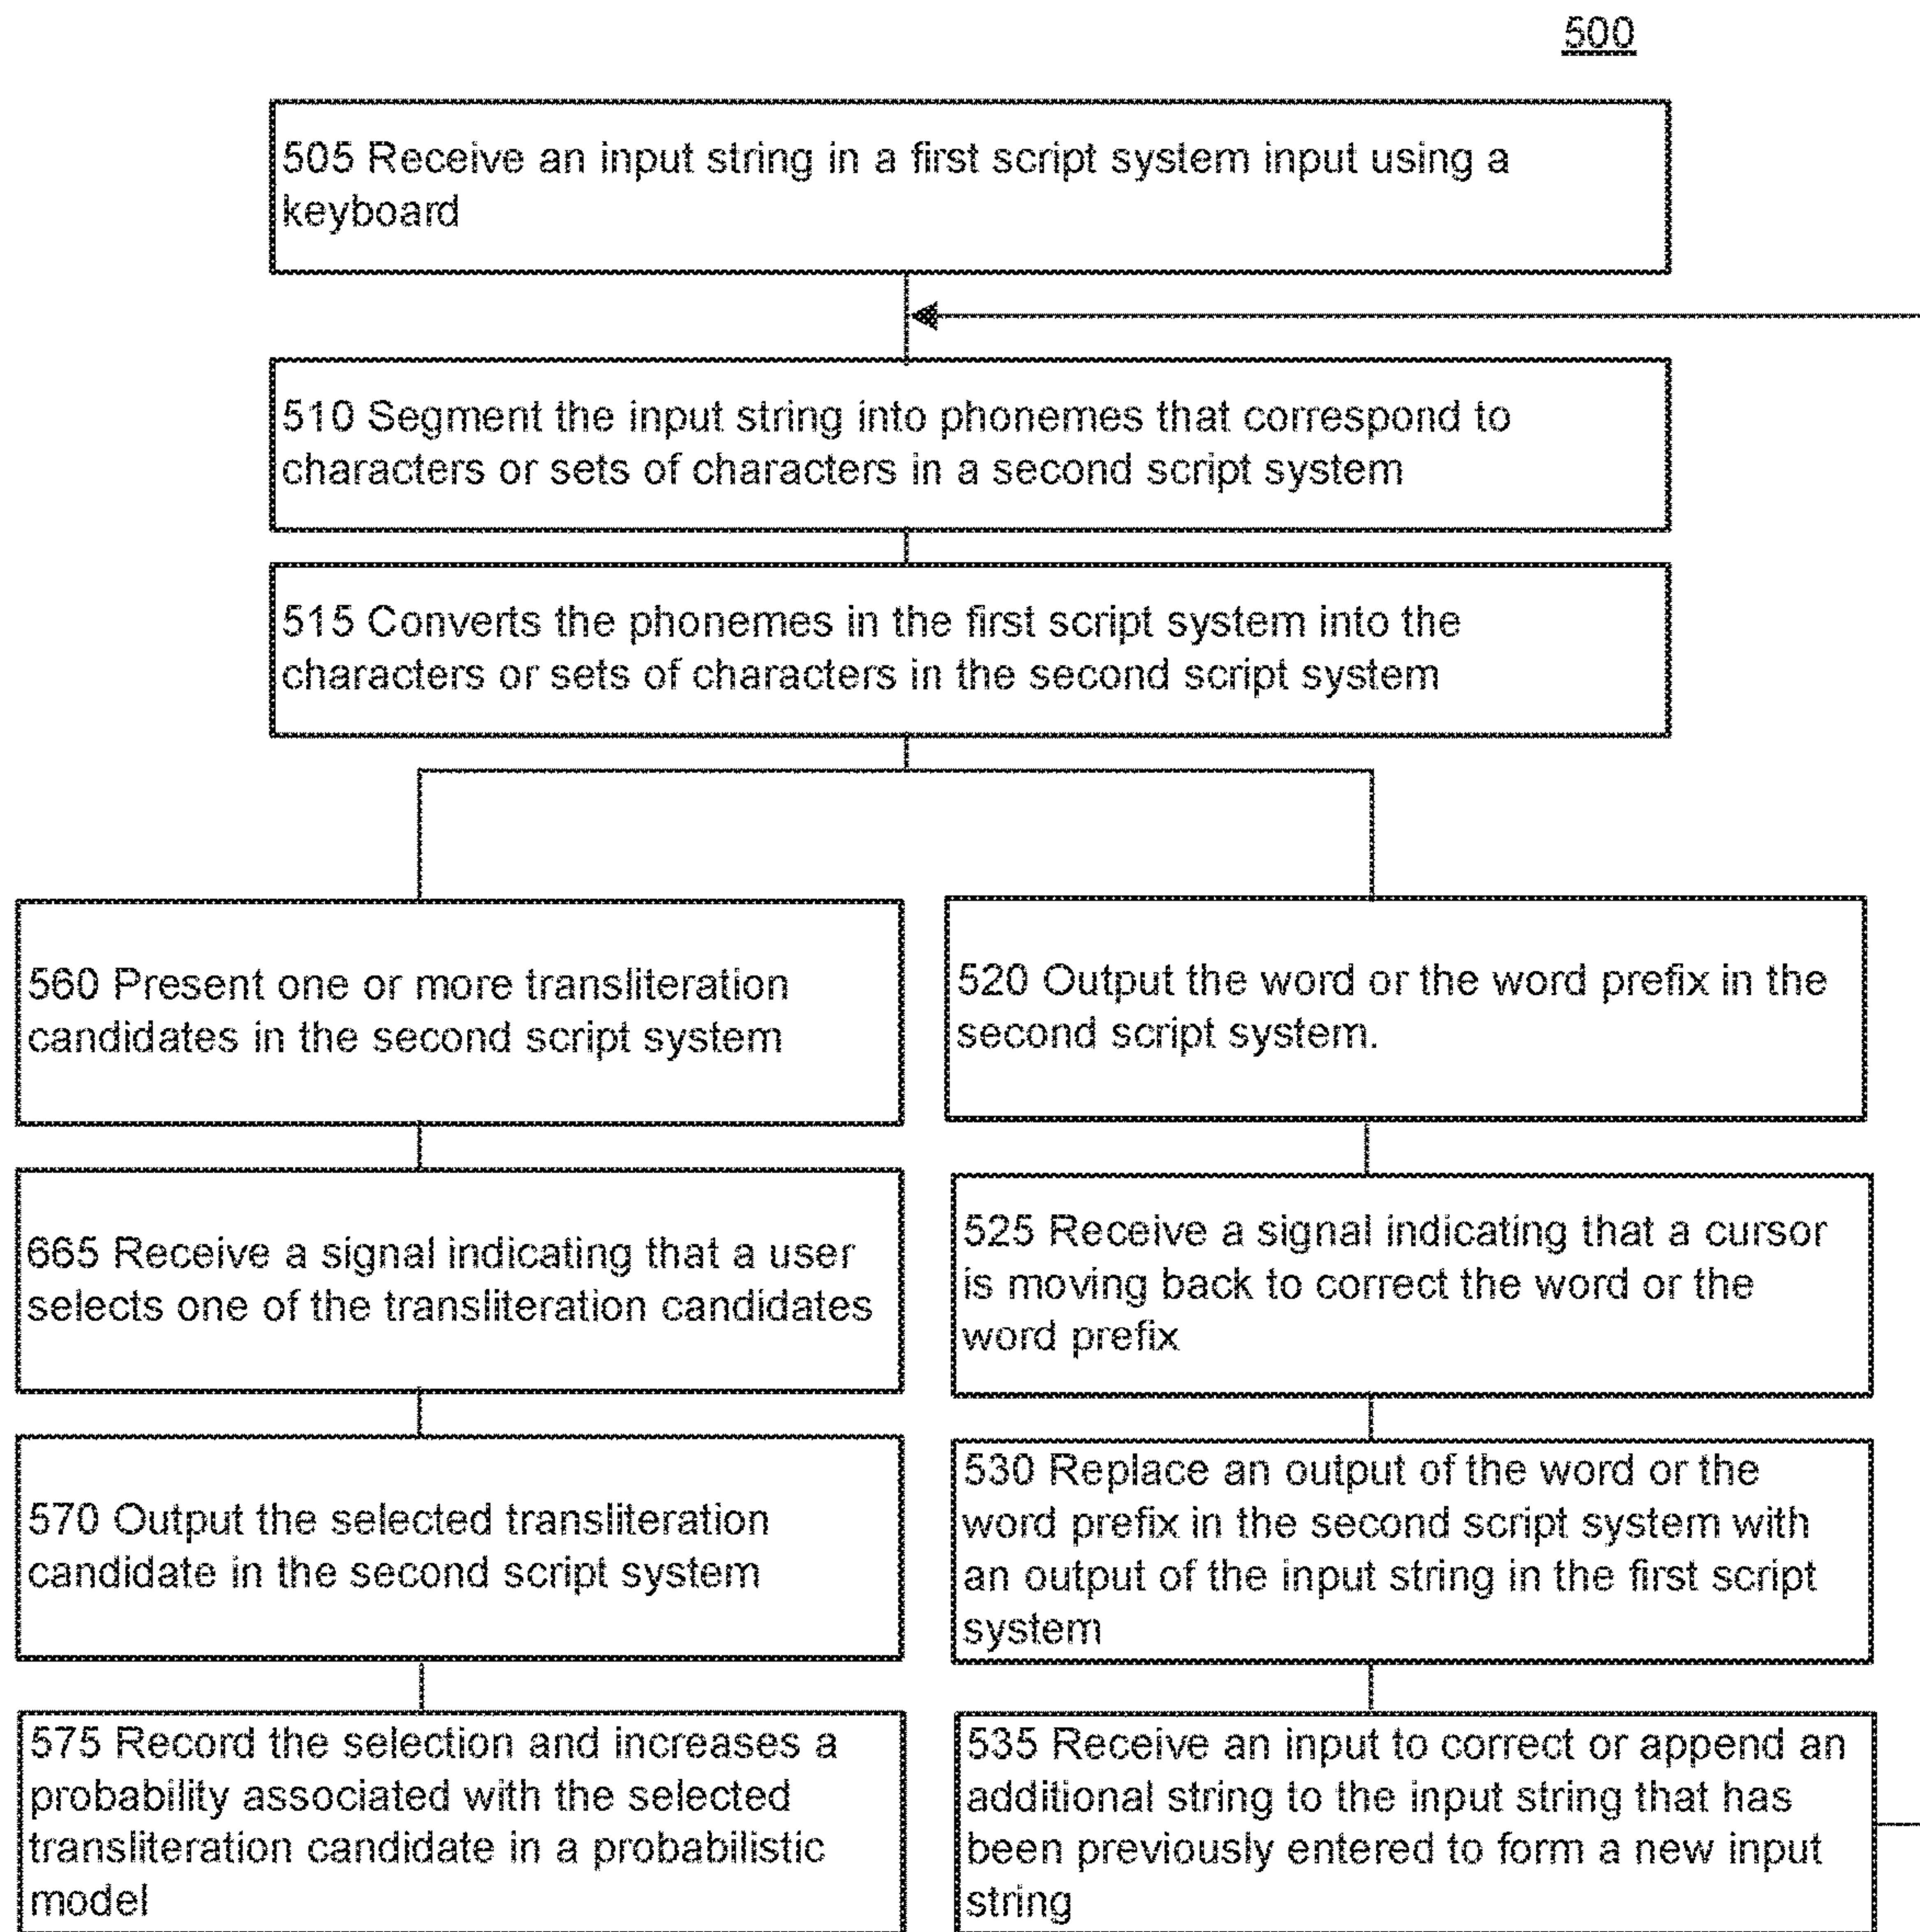 500
505 Receive an input string in a first script system input using a
keyboard
510 Segment the input string into phonemes that correspond to
characters or sets of characters in a second script system
515 Converts the phonemes in the first script system into the
characters or sets of characters in the second script system
560 Present one or more transliteration
candidates in the second script system
665 Receive a signal indicating that a user
selects one of the transliteration candidates
570 Output the selected transliteration
candidate in the second script system
575 Record the selection and increases a
probability associated with the selected
transliteration candidate in a probabilistic
model
520 Output the word or the word prefix in the
second script system.
525 Receive a signal indicating that a cursor
is moving back to correct the word or the
word prefix
530 Replace an output of the word or the
word prefix in the second script system with
an output of the input string in the first script
system
535 Receive an input to correct or append an
additional string to the input string that has
been previously entered to form a new input
string